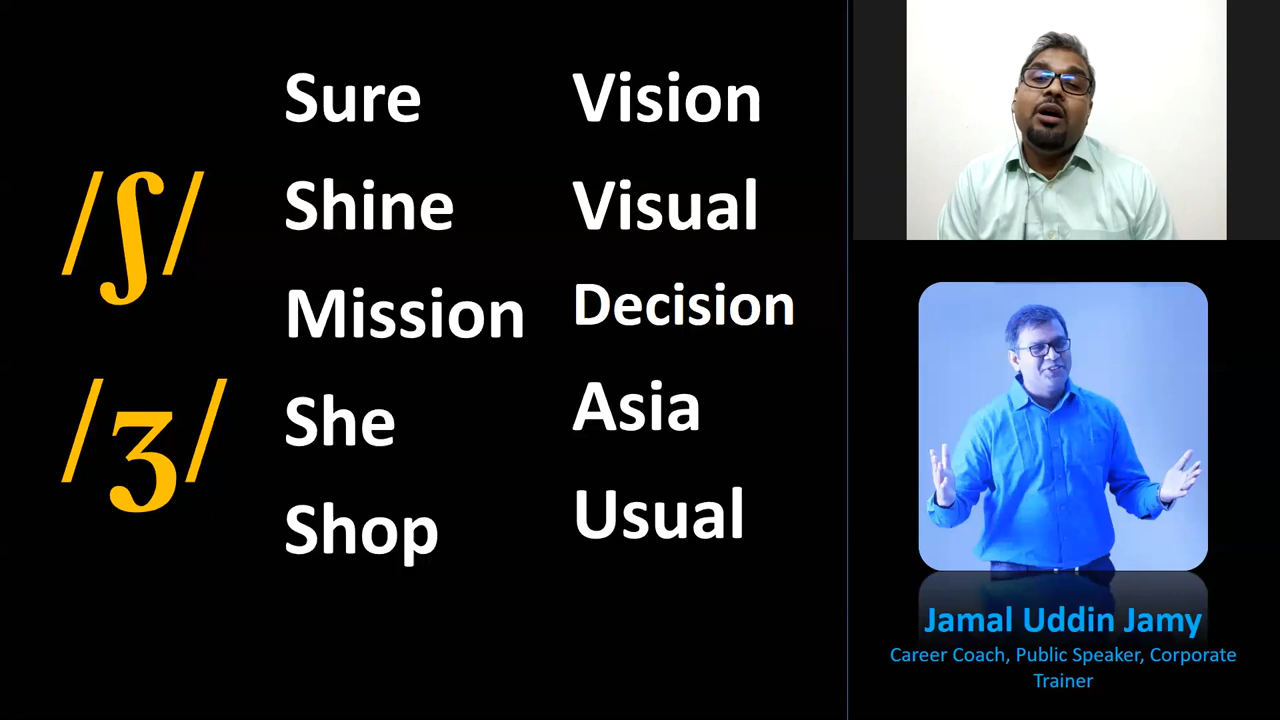 /ʃ/
/ʒ/
Sure
Shine
Mission
She
Shop
Vision
Visual
Decision
Asia
Usual
Jamal Uddin Jamy
Career Coach, Public Speaker, Corporate
Trainer